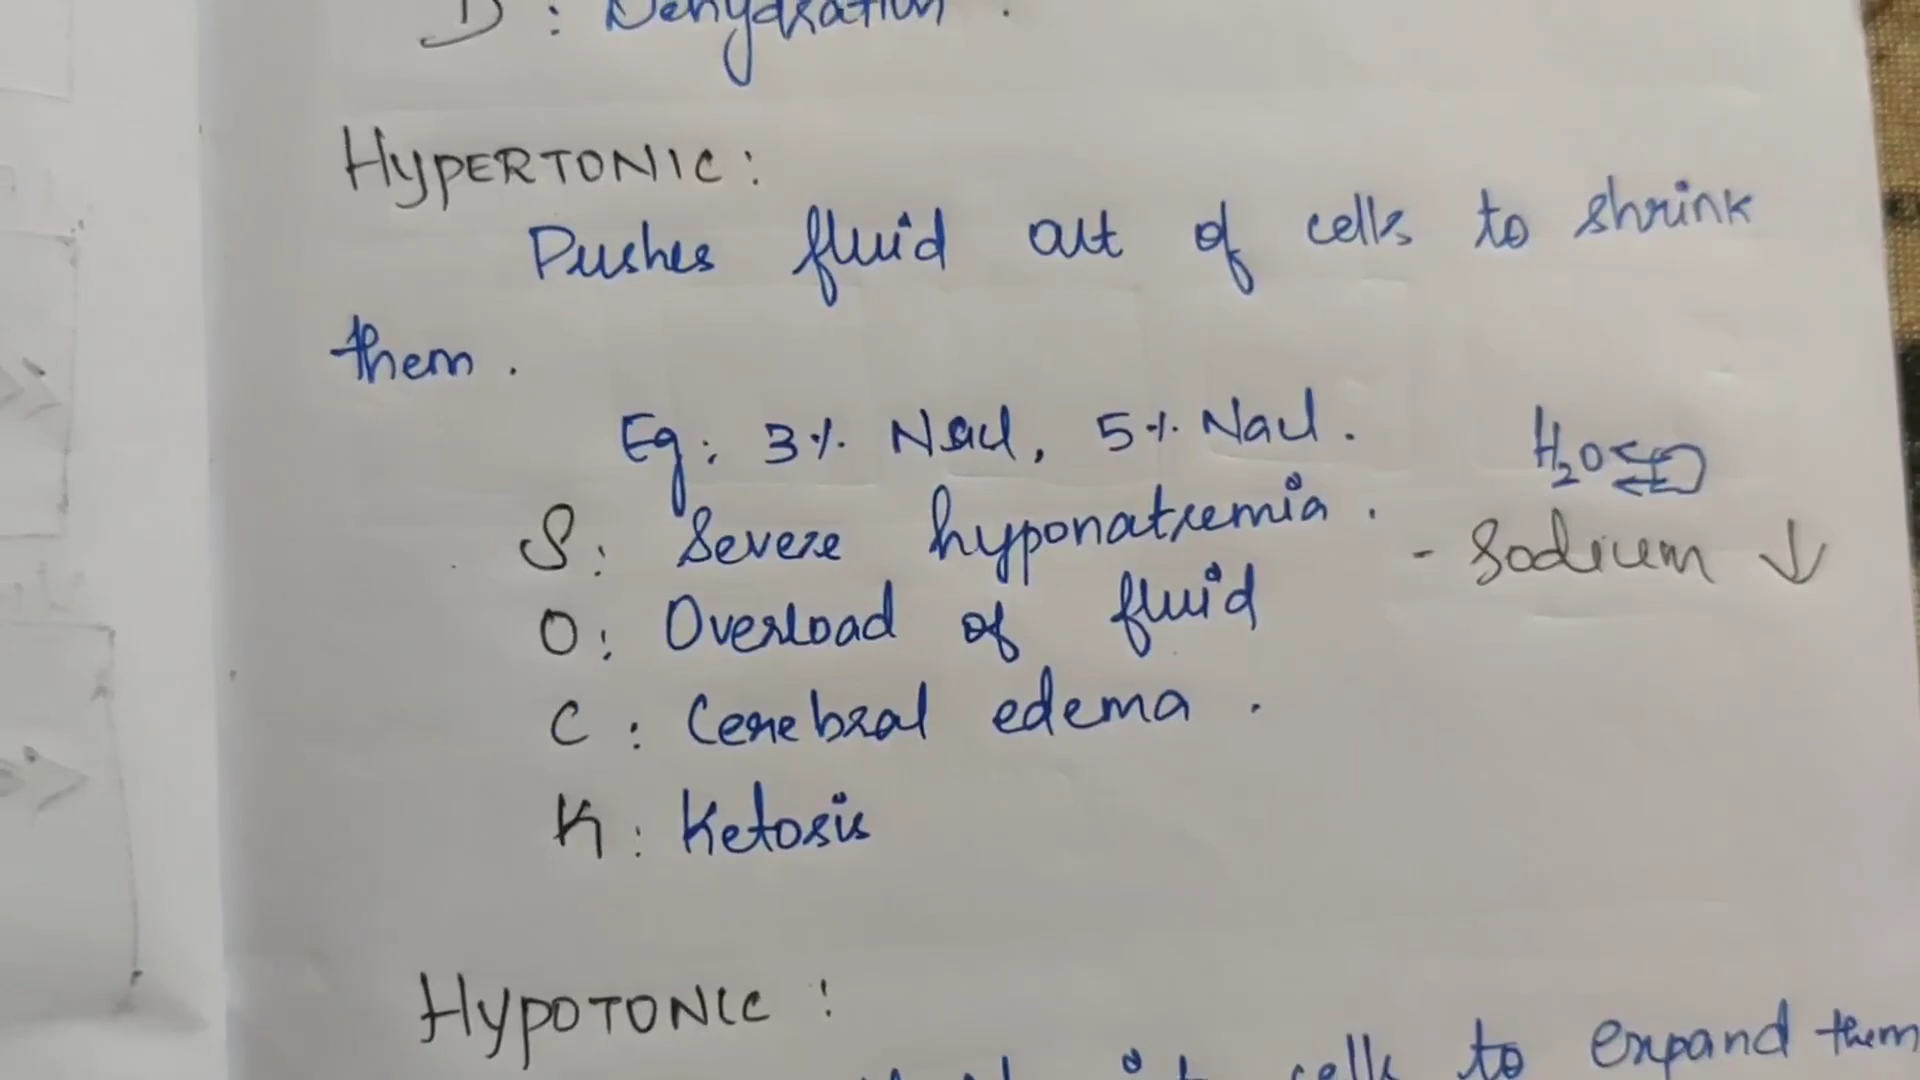 D : Dehydration .
HYPERTONIC :
Pushes fluid out of cells to shrink
them .
Eg : 3% Nacl, 5% Nacl .
H₂O
S : Severe hyponatremia . - Sodium ↓
O : Overload of fluid
C : Cerebral edema .
K : Ketosis
HYPOTONIC :
cells to expand them